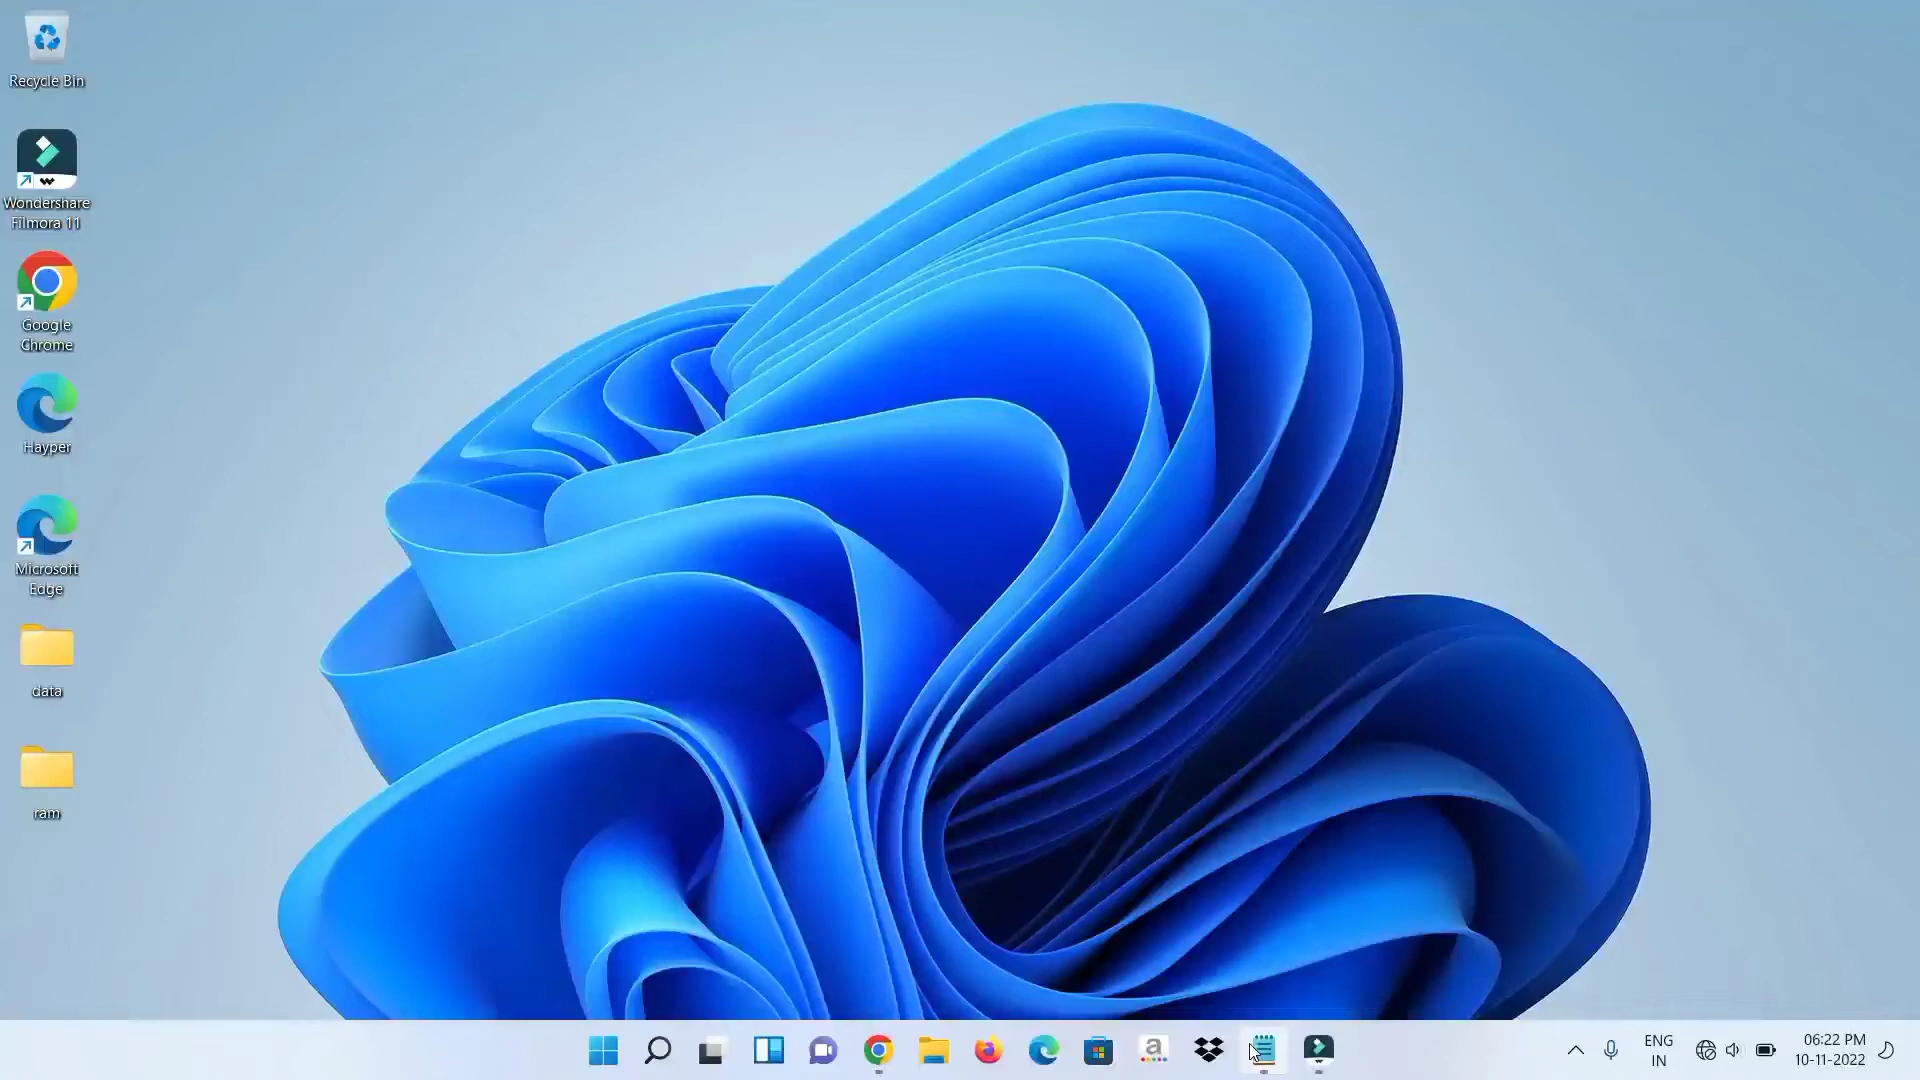 Recycle Bin
Wondershare
Filmora 11
Google
Chrome
Hayper
Microsoft
Edge
data
ram
a
ENG
IN
06:22 PM
10-11-2022